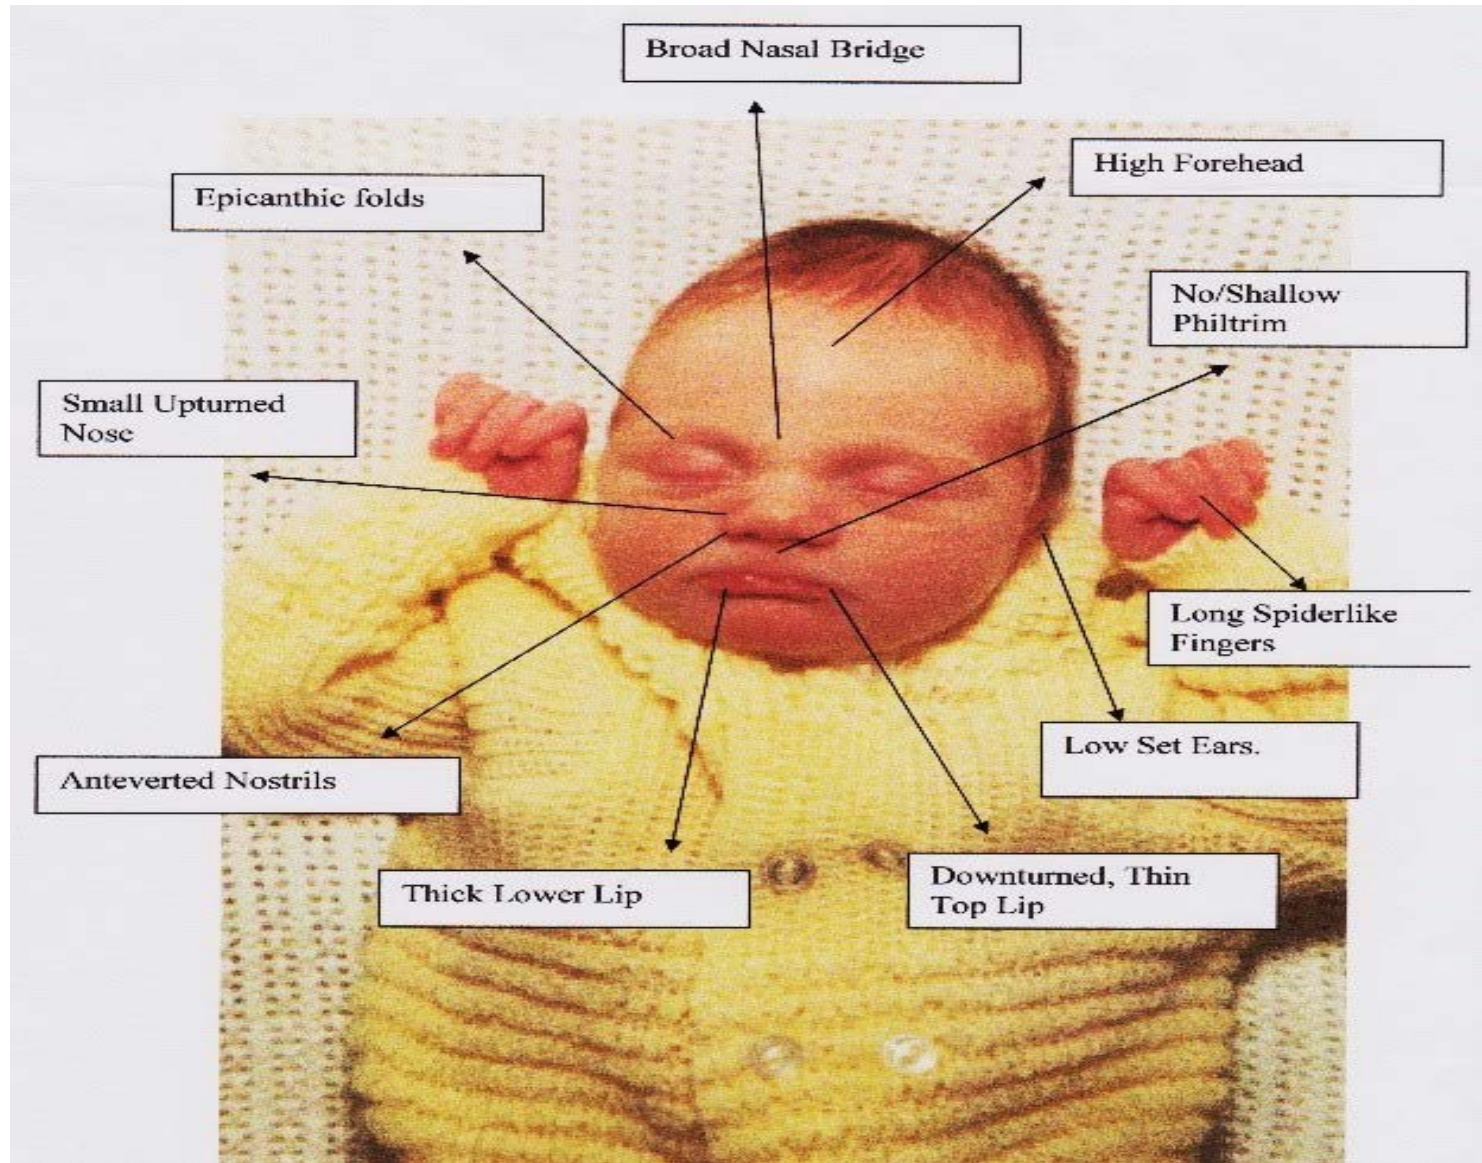 Broad Nasal Bridge
High Forehead
Epicanthic folds
No/Shallow
Philtrim
Small Upturned
Nose
Long Spiderlike
Fingers
Low Set Ears.
Anteverted Nostrils
Thick Lower Lip
Downturned, Thin
Top Lip